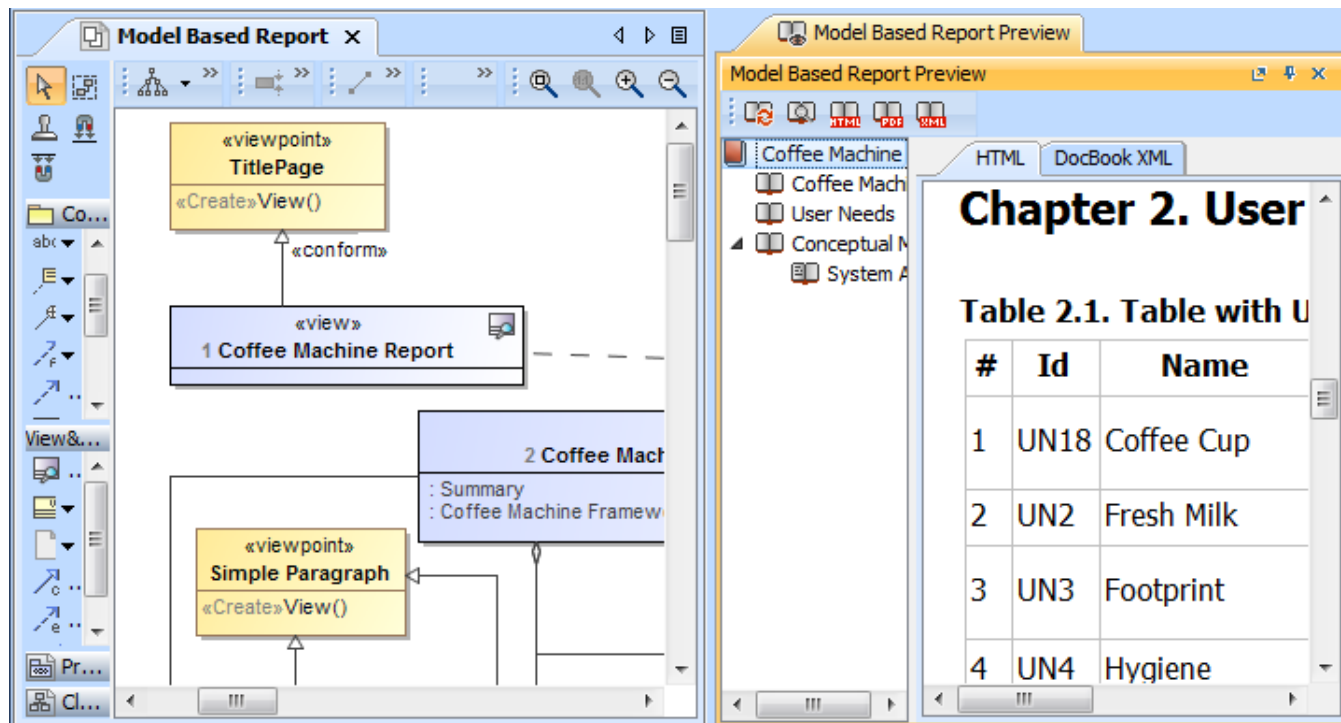 Model Based Report
«viewpoint»
TitlePage
«Create»View()
«conform»
«view»
1 Coffee Machine Report
2 Coffee Mach
: Summary
: Coffee Machine Framew
«viewpoint»
Simple Paragraph
«Create»View()
Co...
abc
F
..
View&...
..
c ..
e ..
Pr...
Cl...
Model Based Report Preview
Model Based Report Preview
HTML PDF XML
Coffee Machine
Coffee Mach
User Needs
Conceptual M
System A
HTML DocBook XML
Chapter 2. User
Table 2.1. Table with U
# Id Name
1 UN18 Coffee Cup
2 UN2 Fresh Milk
3 UN3 Footprint
4 UN4 Hygiene